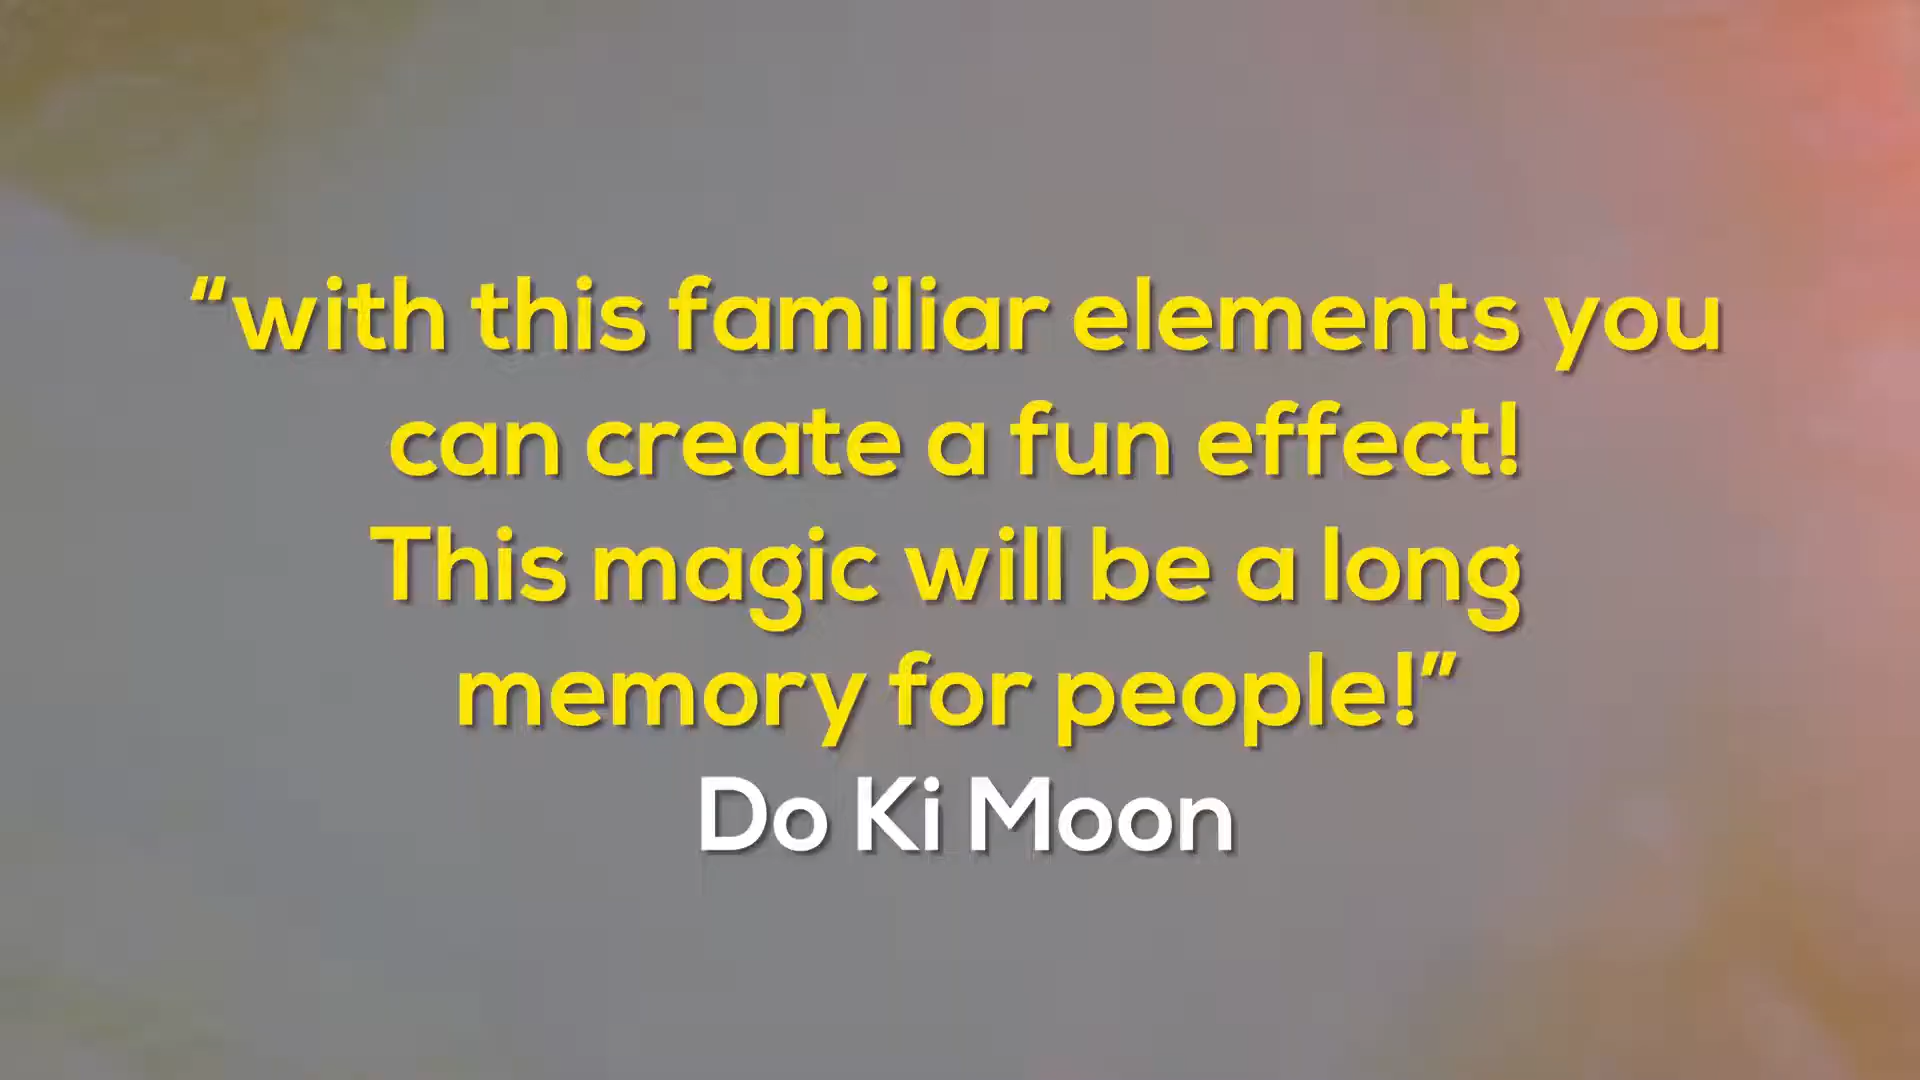 “with this familiar elements you
can create a fun effect!
This magic will be a long
memory for people!”
Do Ki Moon